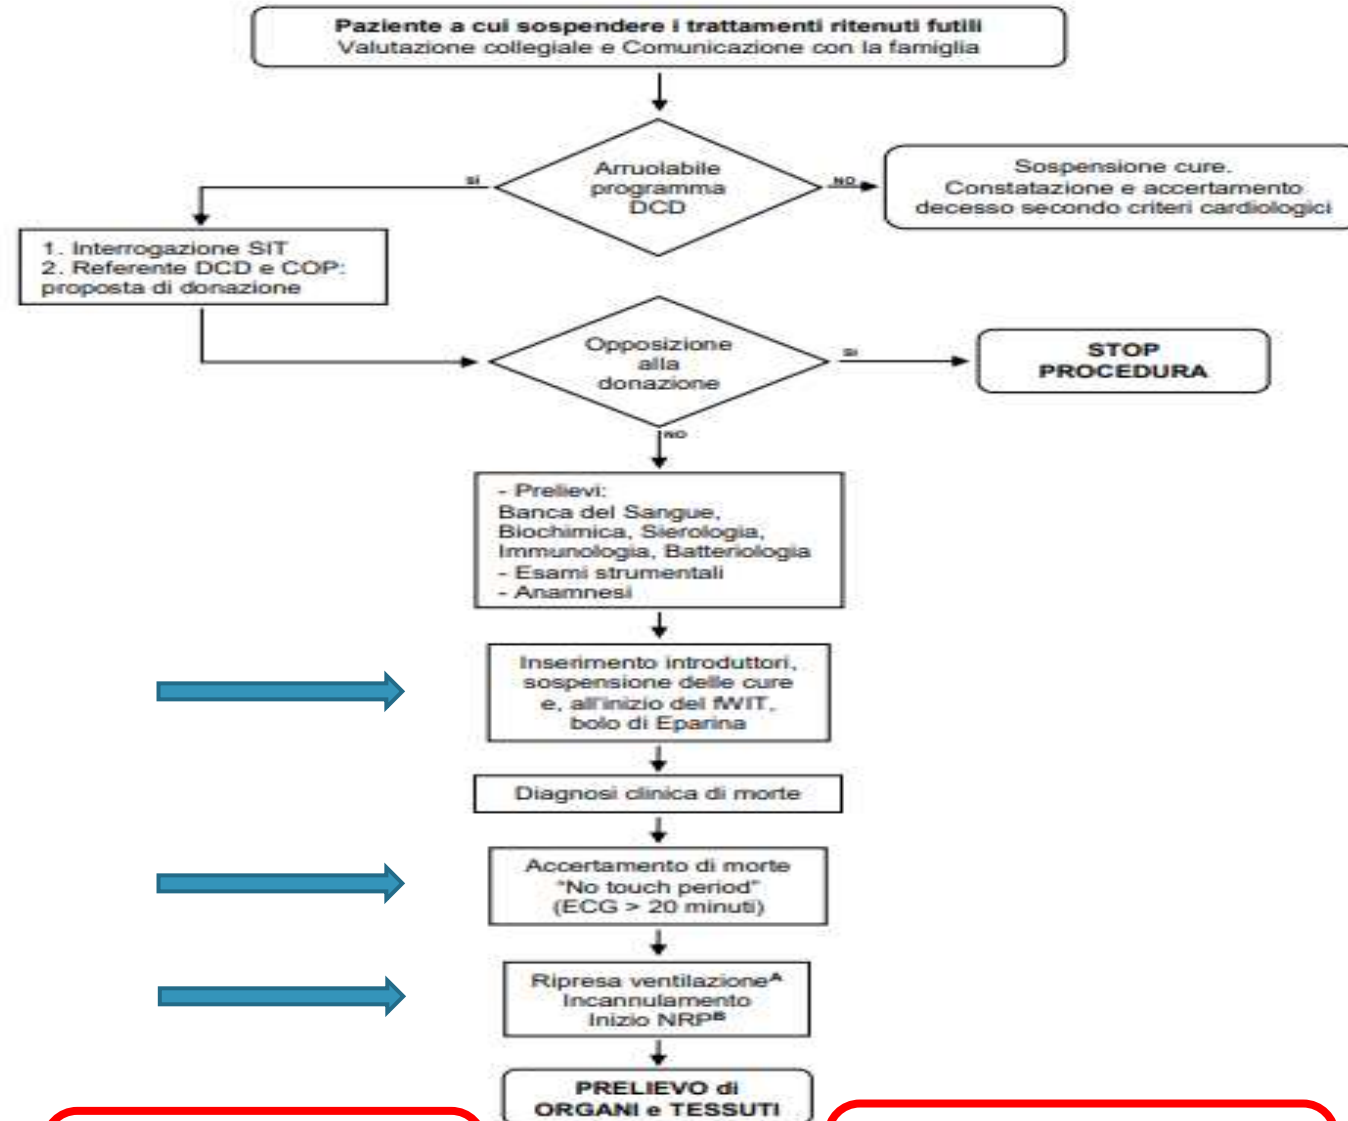 Paziente a cui sospendere i trattamenti ritenuti futili
Valutazione collegiale e Comunicazione con la famiglia
Arruolabile
programma
DCD
SI
NO
Sospensione cure.
Constatazione e accertamento
decesso secondo criteri cardiologici
1. Interrogazione SIT
2. Referente DCD e COP:
proposta di donazione
Opposizione
alla
donazione
SI
STOP
PROCEDURA
NO
- Prelievi:
Banca del Sangue,
Biochimica, Sierologia,
Immunologia, Batteriologia
- Esami strumentali
- Anamnesi
Inserimento introduttori,
sospensione delle cure
e, all'inizio del fWIT,
bolo di Eparina
Diagnosi clinica di morte
Accertamento di morte
"No touch period"
(ECG > 20 minuti)
Ripresa ventilazioneᴬ
Incannulamento
Inizio NRPᴮ
PRELIEVO di
ORGANI e TESSUTI